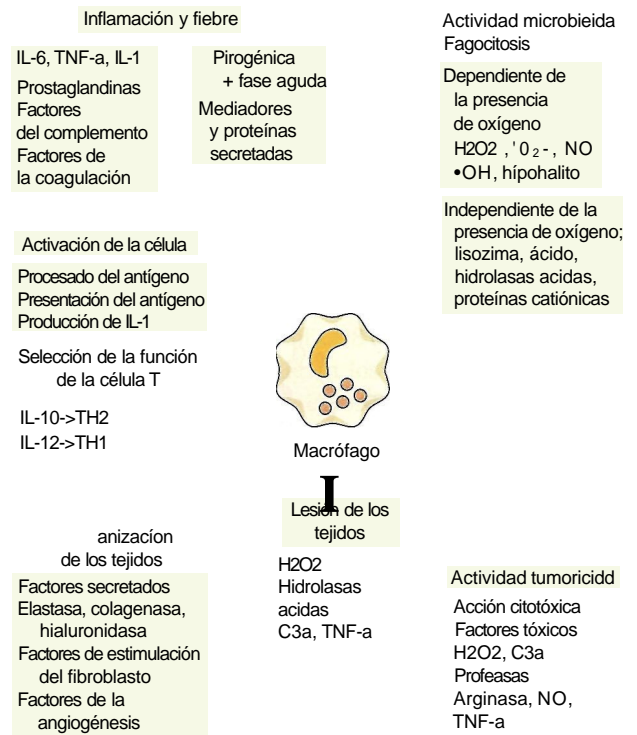 Inflamación y fiebre
IL-6, TNF-a, IL-1
Prostaglandinas
Factores
del complemento
Factores de
la coagulación
Pirogénica
+ fase aguda
Mediadores
y proteínas
secretadas
Actividad microbieida
Fagocitosis
Dependiente de
la presencia
de oxígeno
H2O2 ,'0₂-, NO
•OH, hípohalito
Independiente de la
presencia de oxígeno;
lisozima, ácido,
hidrolasas acidas,
proteínas catiónicas
Activación de la célula
Procesado del antígeno
Presentación del antígeno
Producción de IL-1
Selección de la función
de la célula T
IL-10->TH2
IL-12->TH1
Macrófago
I
Lesión de los
tejidos
H2O2
Hidrolasas
acidas
C3a, TNF-a
anizacíon
de los tejidos
Factores secretados
Elastasa, colagenasa,
hialuronidasa
Factores de estimulación
del fibroblasto
Factores de la
angiogénesis
Actividad tumoricidd
Acción citotóxica
Factores tóxicos
H2O2, C3a
Profeasas
Arginasa, NO,
TNF-a